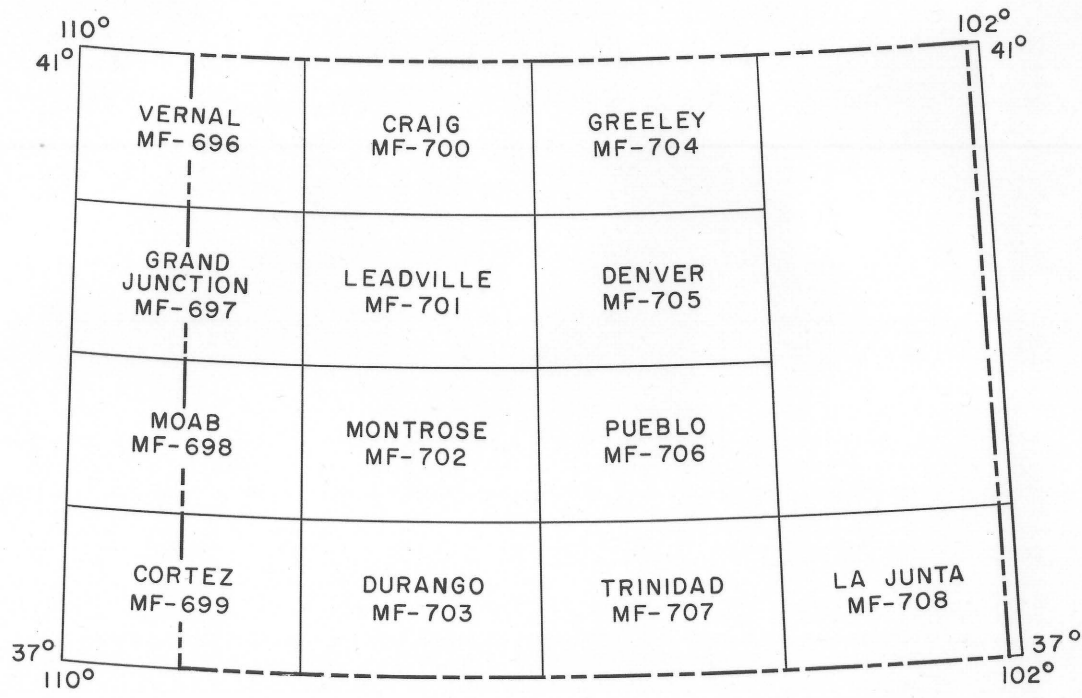 110°
102°
41°
41°
VERNAL
MF-696
CRAIG
MF-700
GREELEY
MF-704
GRAND
JUNCTION
MF-697
LEADVILLE
MF-701
DENVER
MF-705
MOAB
MF-698
MONTROSE
MF-702
PUEBLO
MF-706
CORTEZ
MF-699
DURANGO
MF-703
TRINIDAD
MF-707
LA JUNTA
MF-708
37°
37°
110°
102°